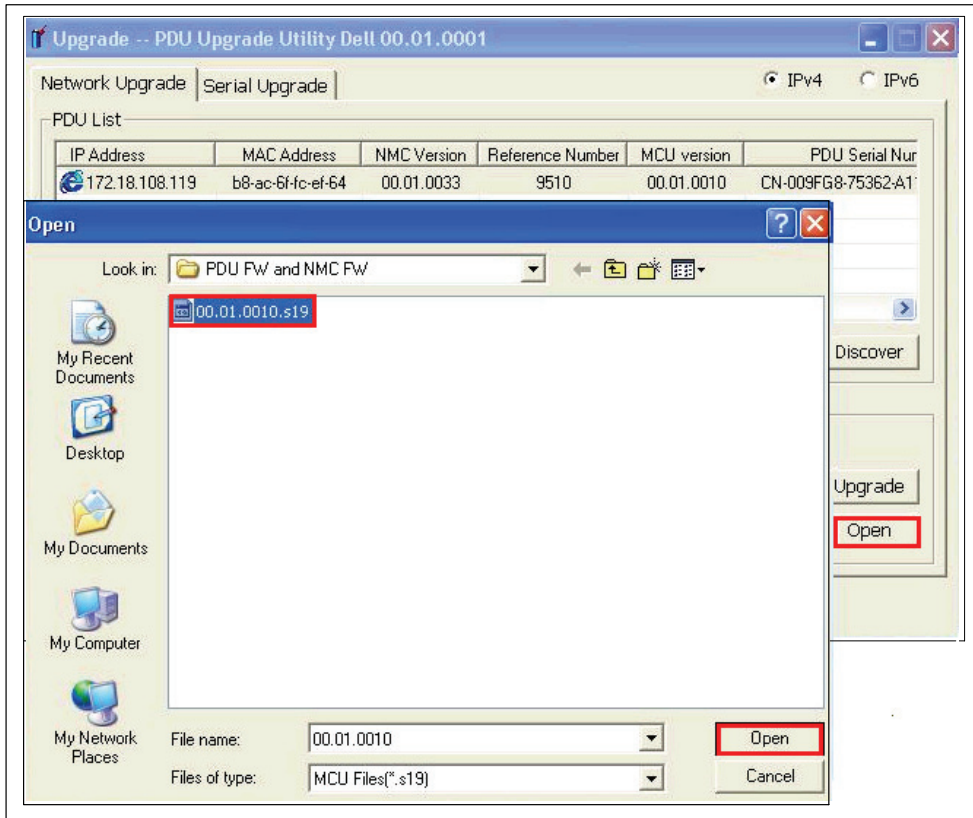 Upgrade -- PDU Upgrade Utility Dell 00.01.0001
Network Upgrade Serial Upgrade IPv4 IPv6
PDU List
IP Address MAC Address NMC Version Reference Number MCU version PDU Serial Nur
172.18.108.119 b8-ac-6f-fc-ef-64 00.01.0033 9510 00.01.0010 CN-009FG8-75362-A1
Open
Look in: PDU FW and NMC FW
00.01.0010.s19
My Recent
Documents
Desktop
My Documents
My Computer
My Network
Places
Discover
Upgrade
Open
File name: 00.01.0010 Open
Files of type: MCU Files(*.s19) Cancel